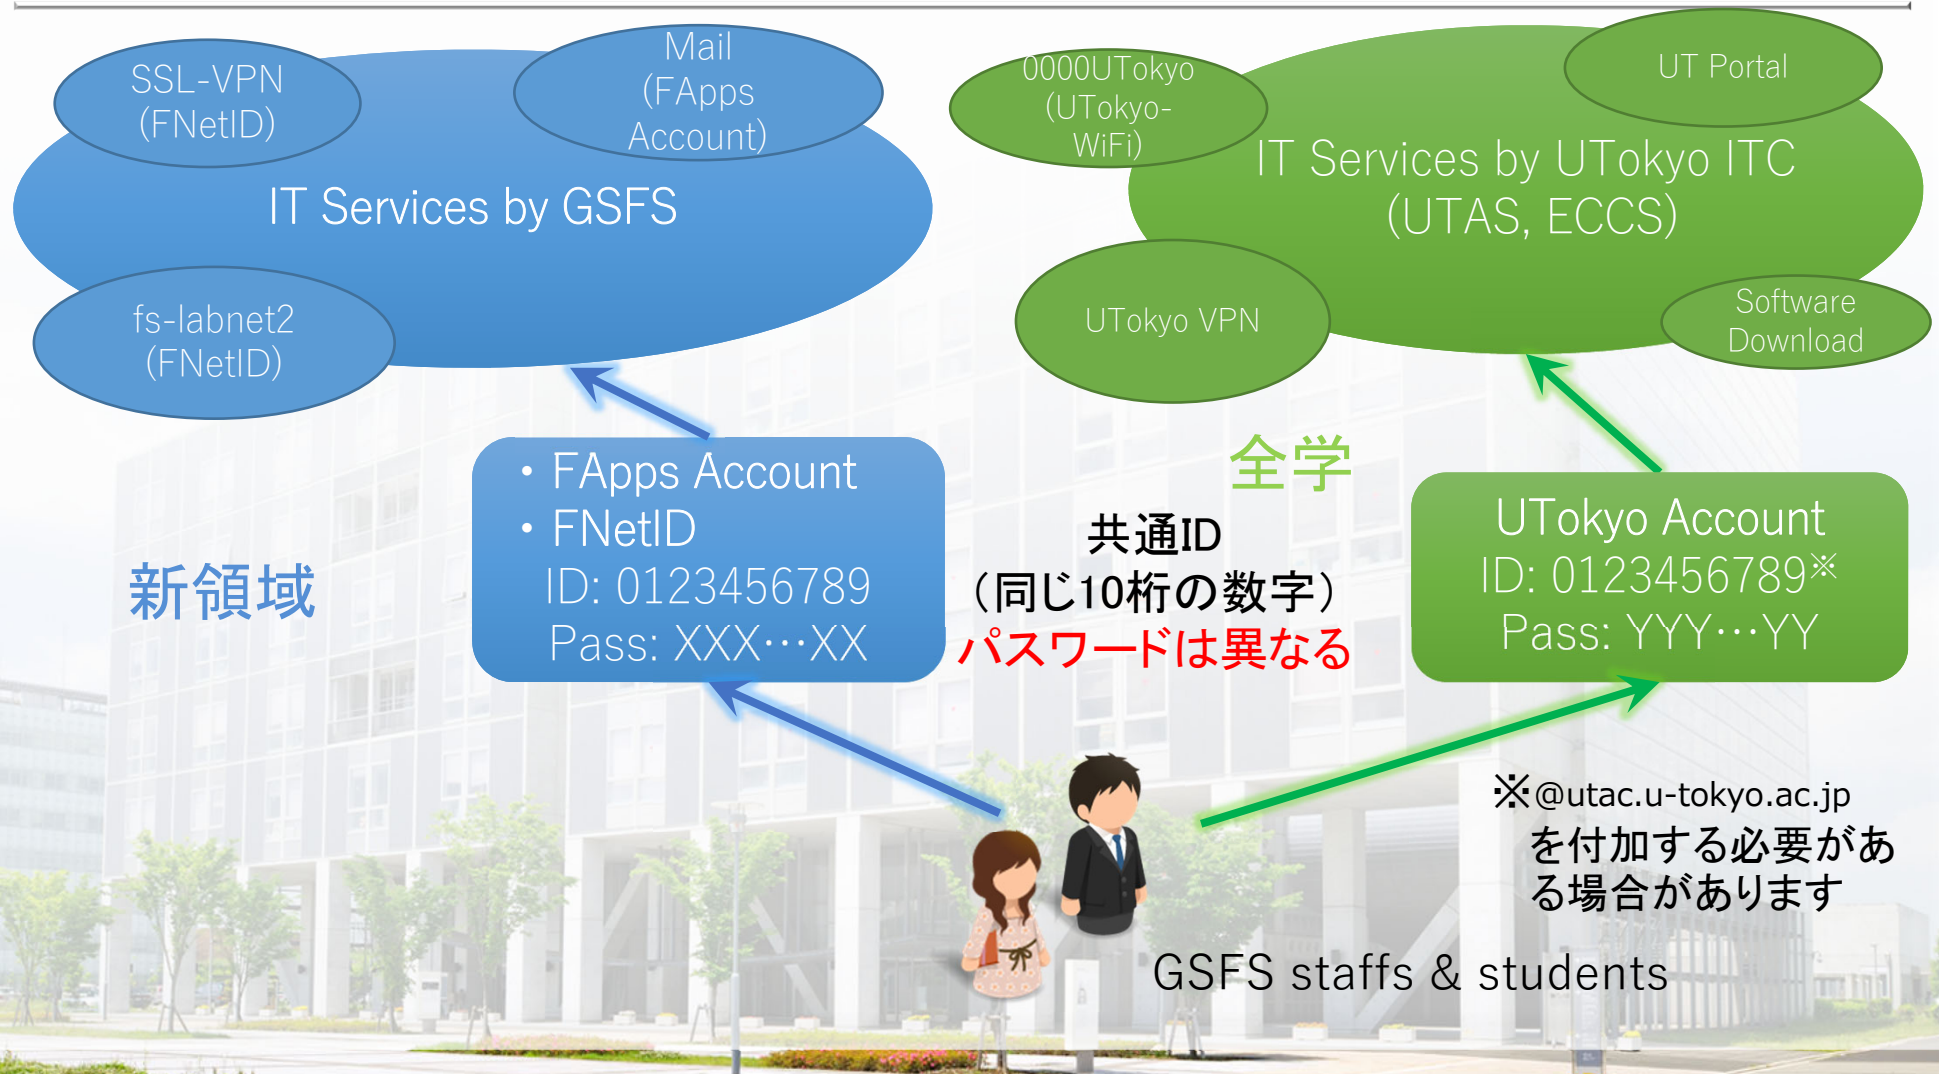 SSL-VPN
(FNetID)
Mail
(FApps
Account)
IT Services by GSFS
fs-labnet2
(FNetID)
0000UTokyo
(UTokyo-
WiFi)
UT Portal
IT Services by UTokyo ITC
(UTAS, ECCS)
UTokyo VPN
Software
Download
新領域
・FApps Account
・FNetID
ID: 0123456789
Pass: XXX…XX
全学
共通ID
（同じ10桁の数字）
パスワードは異なる
UTokyo Account
ID: 0123456789※
Pass: YYY…YY
※@utac.u-tokyo.ac.jp
を付加する必要があ
る場合があります
GSFS staffs & students